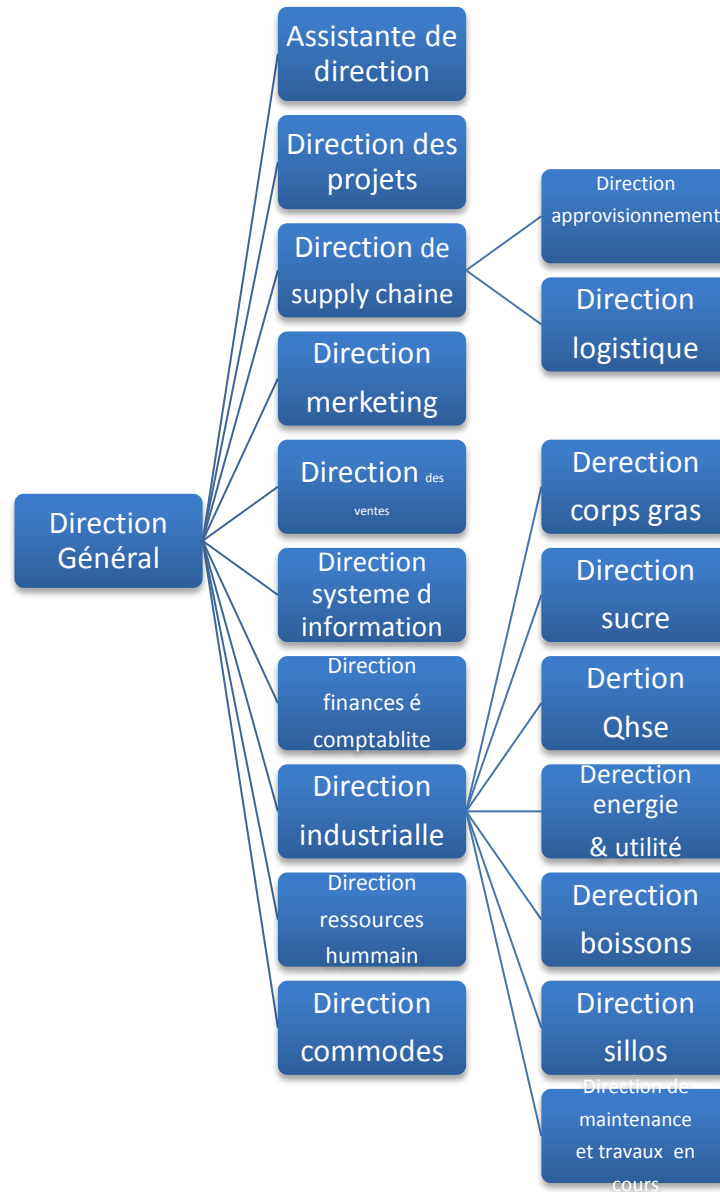 Direction
Général
Assistante de
direction
Direction des
projets
Direction de
supply chaine
Direction
approvisionnement
Direction
logistique
Direction
merketing
Direction des
ventes
Direction
systeme d
information
Direction
finances é
comptablite
Direction
industrialle
Derection
corps gras
Direction
sucre
Dertion
Qhse
Derection
energie
& utilité
Derection
boissons
Direction
sillos
Direction de
maintenance
et travaux en
cours
Direction
ressources
hummain
Direction
commodes